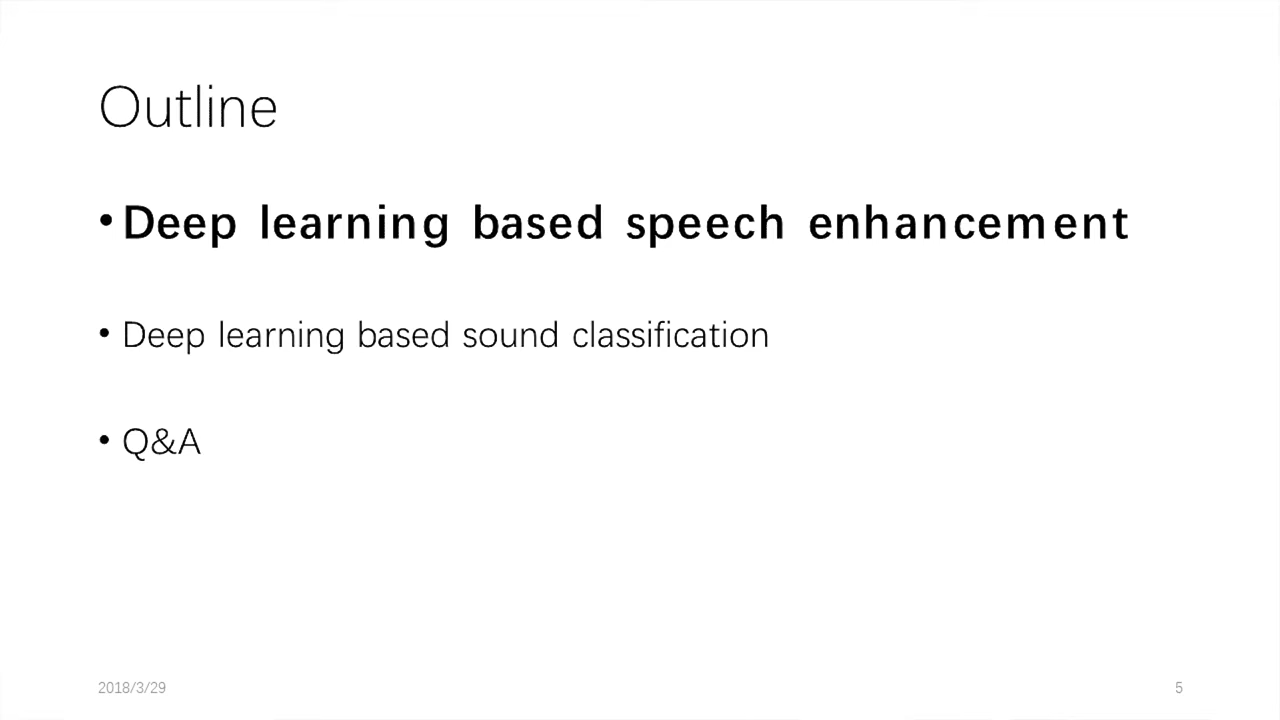 Outline
• Deep learning based speech enhancement
• Deep learning based sound classification
• Q&A
2018/3/29
5